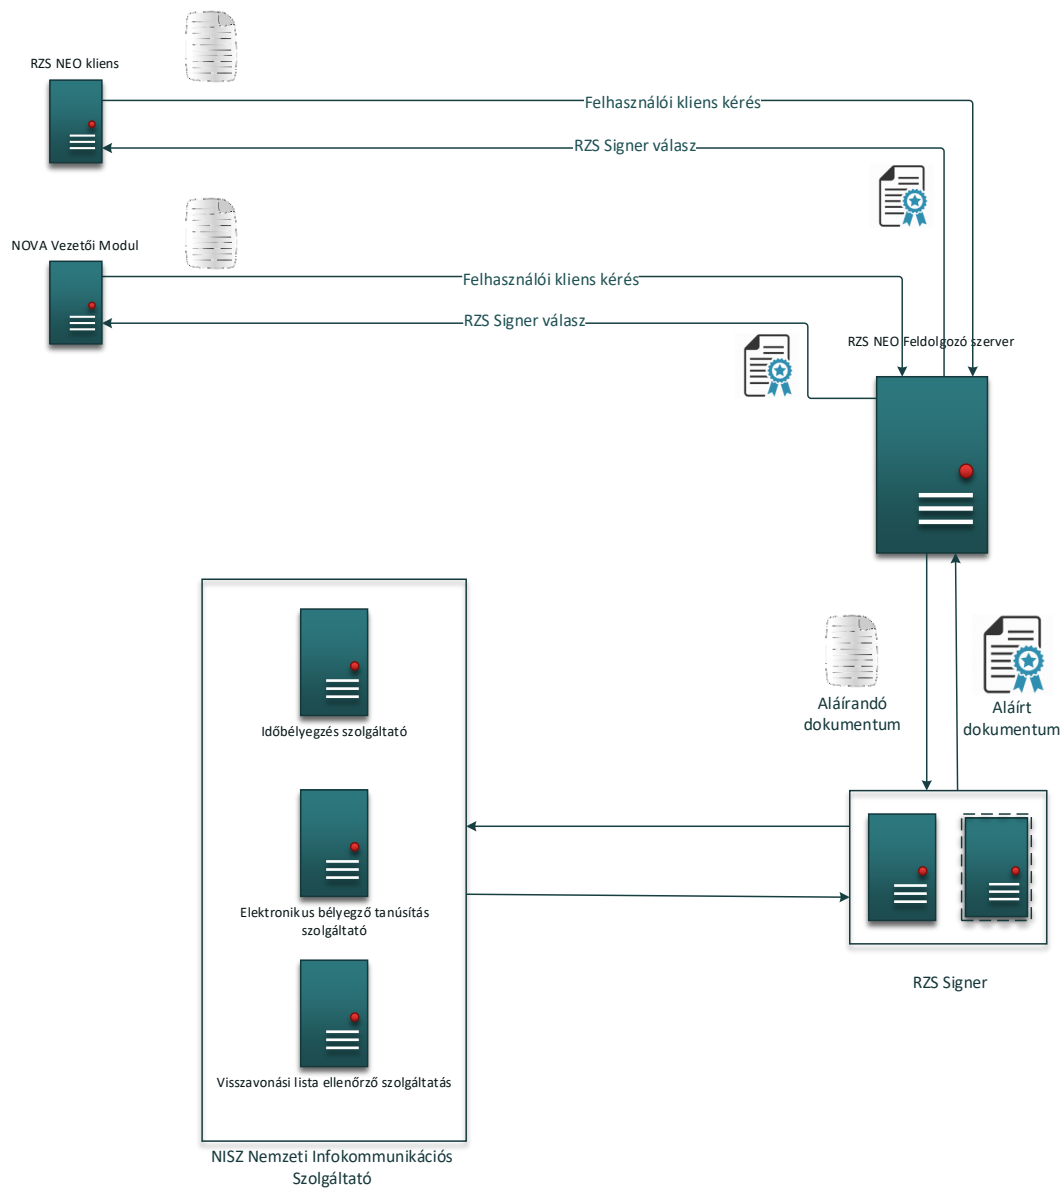 RZS NEO kliens
Felhasználói kliens kérés
RZS Signer válasz
NOVA Vezetői Modul
Felhasználói kliens kérés
RZS Signer válasz
RZS NEO Feldolgozó szerver
Aláírandó
dokumentum
Aláírt
dokumentum
Időbélyegzés szolgáltató
Elektronikus bélyegző tanúsítás
szolgáltató
Visszavonási lista ellenőrző szolgáltatás
RZS Signer
NISZ Nemzeti Infokommunikációs
Szolgáltató